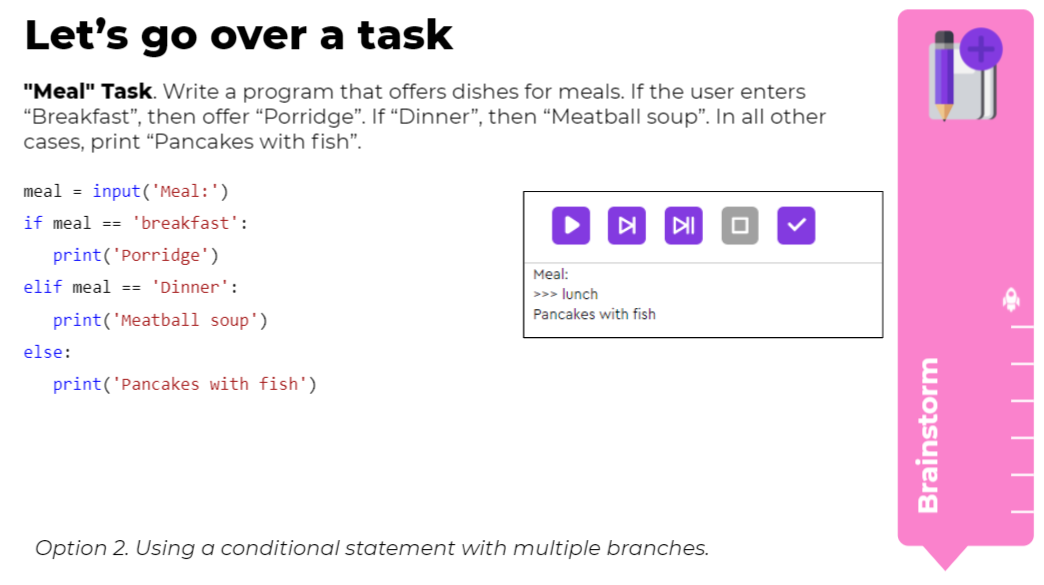 Let's go over a task
"Meal" Task. Write a program that offers dishes for meals. If the user enters
“Breakfast”, then offer “Porridge”. If “Dinner”, then “Meatball soup”. In all other
cases, print “Pancakes with fish”.
meal = input('Meal:')
if meal == 'breakfast':
   print('Porridge')
elif meal == 'Dinner':
   print('Meatball soup')
else:
   print('Pancakes with fish')
Meal:
>>> lunch
Pancakes with fish
Option 2. Using a conditional statement with multiple branches.
Brainstorm